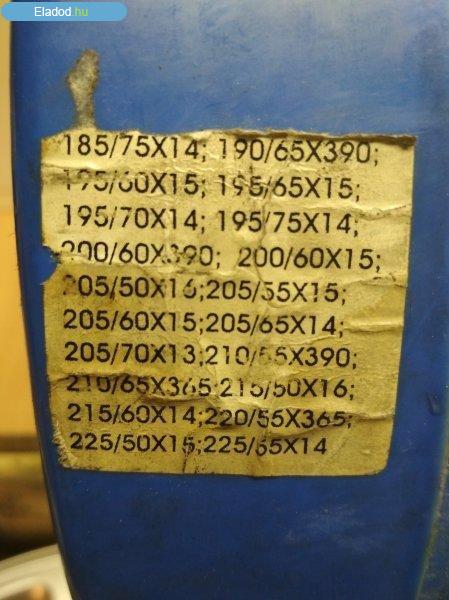 Eladod.hu
185/75X14; 190/65X390;
195/60X15; 195/65X15;
195/70X14; 195/75X14;
200/60X390; 200/60X15;
205/50X16;205/55X15;
205/60X15;205/65X14;
205/70X13;210/55X390;
210/65X365;215/50X16;
215/60X14;220/55X365;
225/50X15;225/55X14